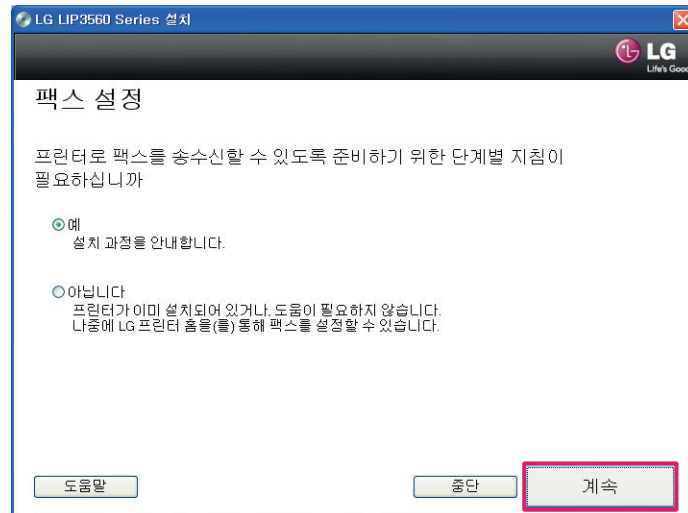 LG LIP3560 Series 설치
LG
Life's Good
팩스 설정
프린터로 팩스를 송수신할 수 있도록 준비하기 위한 단계별 지침이
필요하십니까
예
설치 과정을 안내합니다.
아닙니다
프린터가 이미 설치되어 있거나, 도움이 필요하지 않습니다.
나중에 LG 프린터 홈을(를) 통해 팩스를 설정할 수 있습니다.
도움말
중단
계속